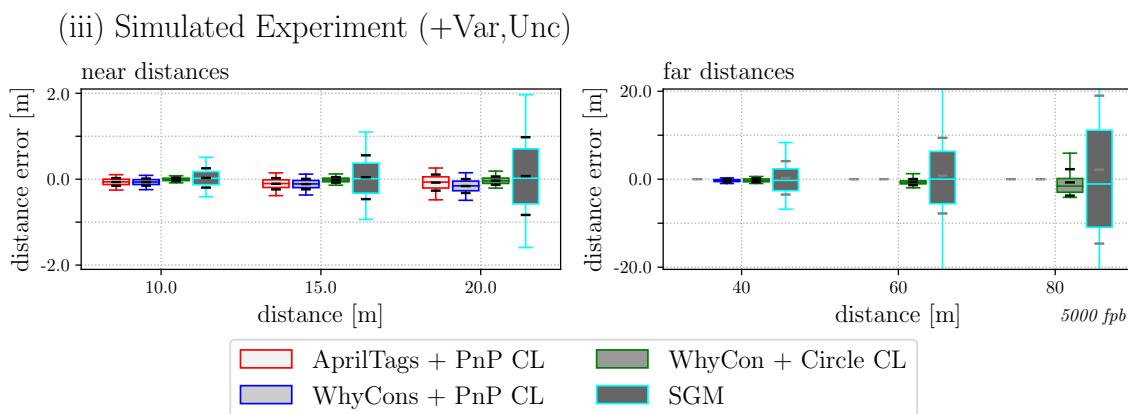 (iii) Simulated Experiment (+Var,Unc)
near distances
far distances
distance error [m]
2.0
0.0
-2.0
10.0
15.0
20.0
distance [m]
distance error [m]
20.0
0.0
-20.0
40
60
80
distance [m]
5000 fpb
AprilTags + PnP CL
WhyCon + Circle CL
WhyCons + PnP CL
SGM